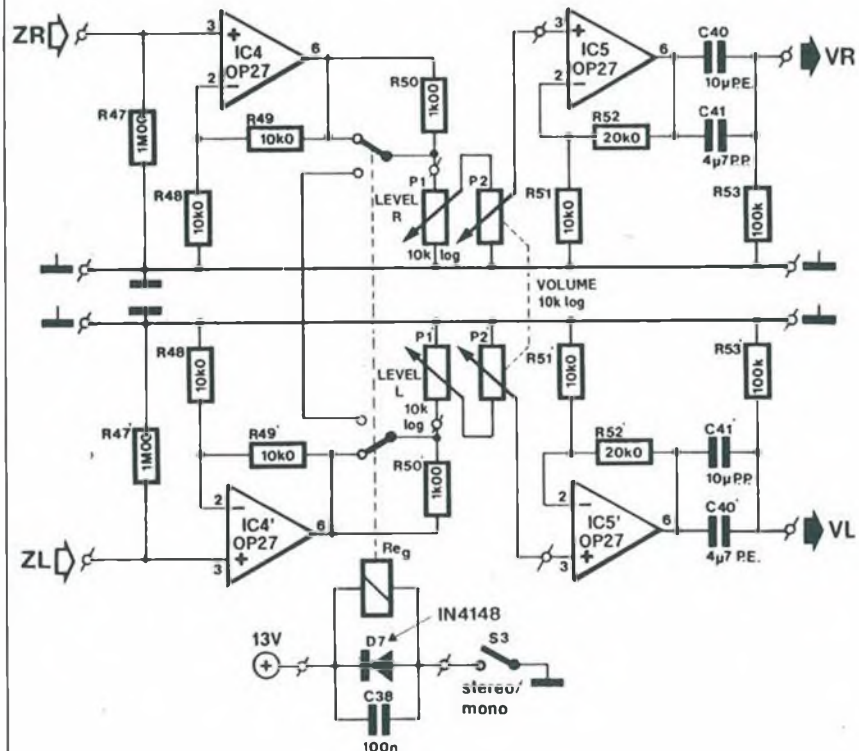 ZR
3
+
IC4
OP27
2
−
6
R47
1M00
R49
10k0
R48
10k0
R50
1k00
P1
LEVEL
R
10k log
P2
3
+
IC5
OP27
2
−
6
R52
20k0
R51
10k0
C40
10µ P.E.
C41
4µ7 P.P.
R53
100k
VR
VOLUME
10k log
R48'
10k0
R47'
1M00
R49'
10k0
P1'
LEVEL
L
10k
log
P2'
R50'
1k00
2
−
IC4'
OP27
+
3
6
ZL
R51'
10k0
R52'
20k0
2
−
IC5'
OP27
+
3
6
R53'
100k
C41'
10µ P.P.
C40'
4µ7 P.E.
VL
Reg
IN4148
13V
+
D7
S3
C38
100n
stereo/
mono